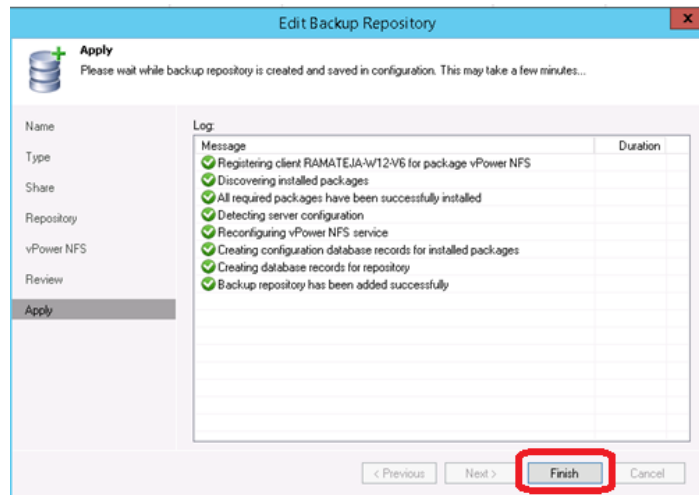 Edit Backup Repository
x
Apply
Please wait while backup repository is created and saved in configuration. This may take a few minutes...
Name
Type
Share
Repository
vPower NFS
Review
Apply
Log:
Message Duration
Registering client RAMATEJA-W12-V6 for package vPower NFS
Discovering installed packages
All required packages have been successfully installed
Detecting server configuration
Reconfiguring vPower NFS service
Creating configuration database records for installed packages
Creating database records for repository
Backup repository has been added successfully
< Previous Next > Finish Cancel